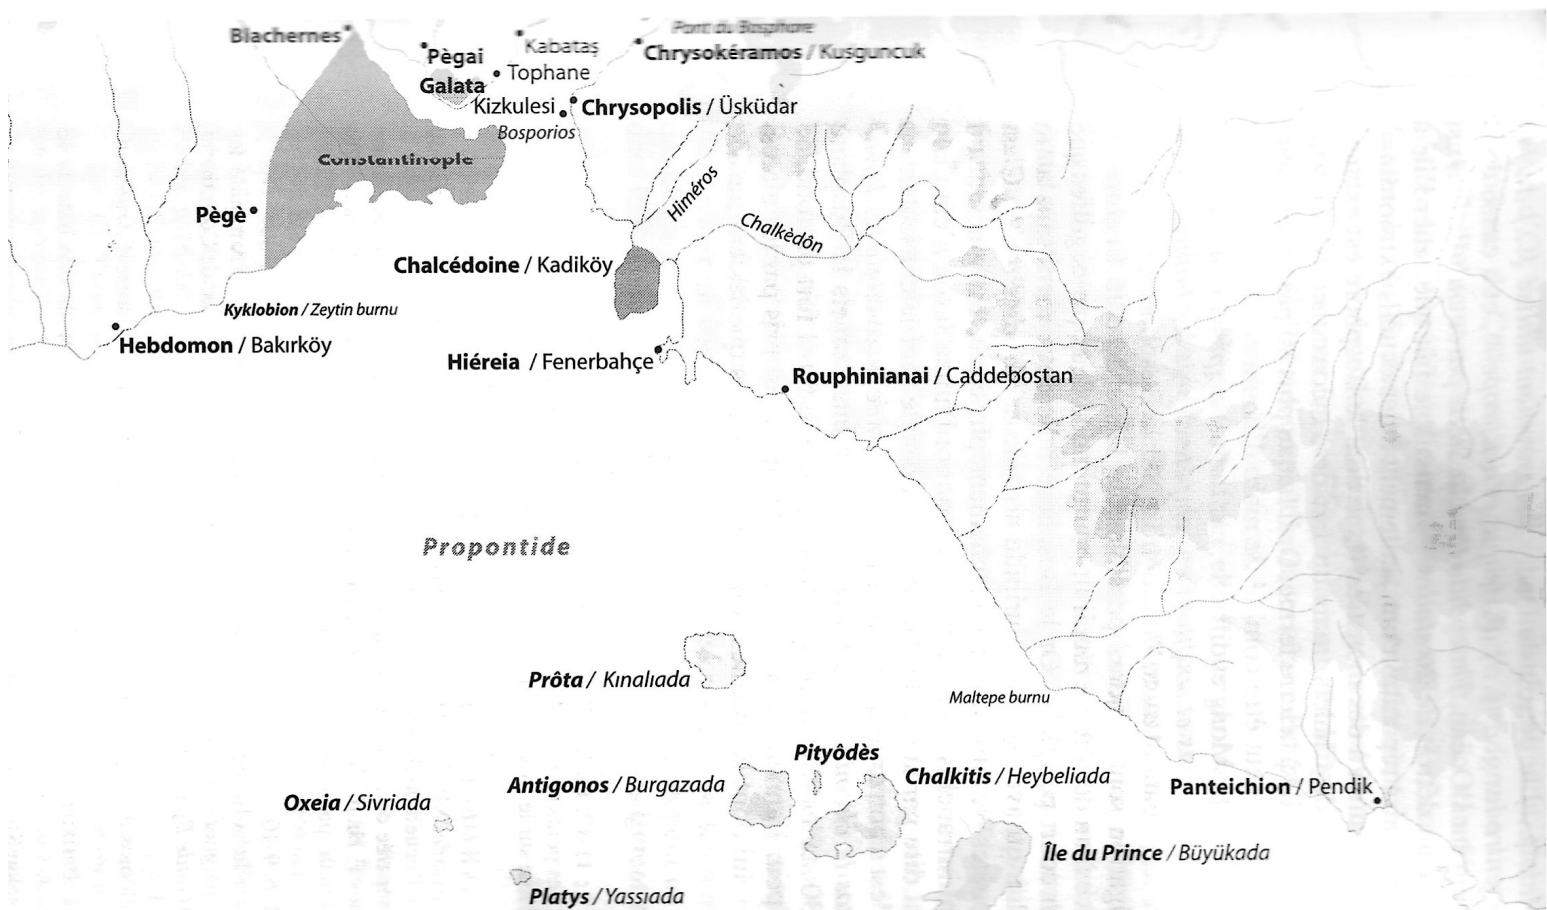 Pont du Bosphore
Blachernes
Pègai
Kabataş
Chrysokéramos / Kusguncuk
Galata
Tophane
Kizkulesi
Chrysopolis / Üsküdar
Bosporios
Constantinople
Himéros
Pègè
Chalkèdôn
Chalcédoine / Kadiköy
Kyklobion / Zeytin burnu
Hebdomon / Bakırköy
Hiéreia / Fenerbahçe
Rouphinianai / Caddebostan
Propontide
Prôta / Kınalıada
Maltepe burnu
Pityôdès
Antigonos / Burgazada
Chalkitis / Heybeliada
Panteichion / Pendik
Oxeia / Sivriada
Île du Prince / Büyükada
Platys / Yassıada